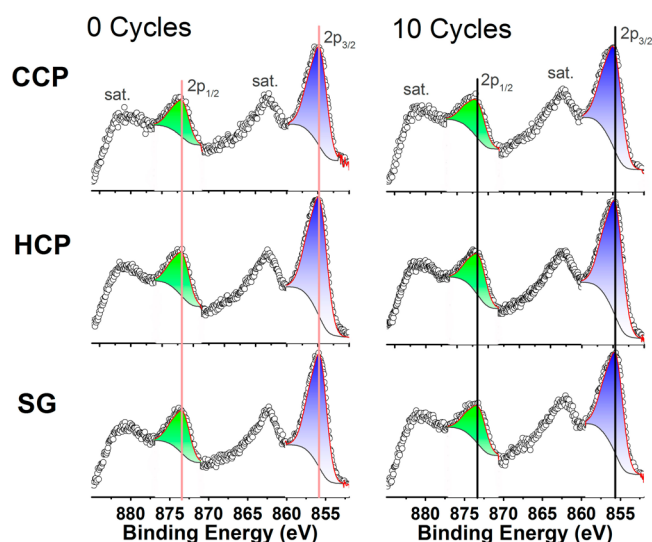 0 Cycles
10 Cycles
CCP
HCP
SG
sat.
2p1/2
sat.
2p3/2
sat.
2p1/2
sat.
2p3/2
880 875 870 865 860 855
880 875 870 865 860 855
Binding Energy (eV)
Binding Energy (eV)